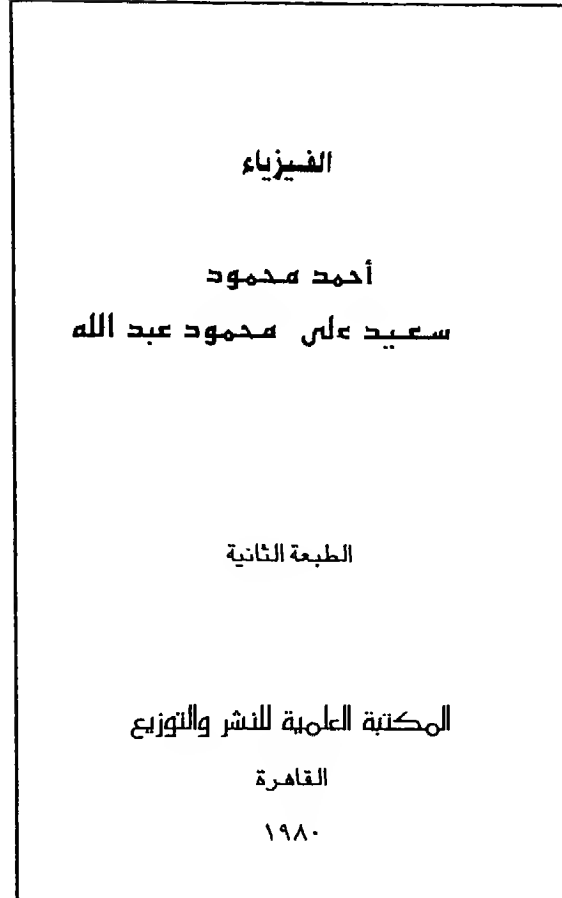 الفيزياء
أحمد محمود
سعيد على محمود عبد الله
الطبعة الثانية
المكتبة العلمية للنشر والتوزيع
القاهرة
١٩٨٠